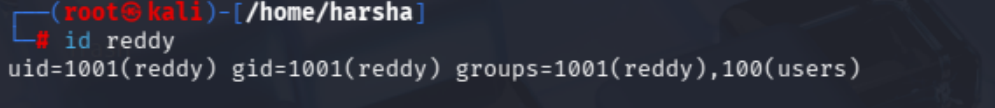 ┌──(root㉿kali)-[/home/harsha]
└─# id reddy
uid=1001(reddy) gid=1001(reddy) groups=1001(reddy),100(users)